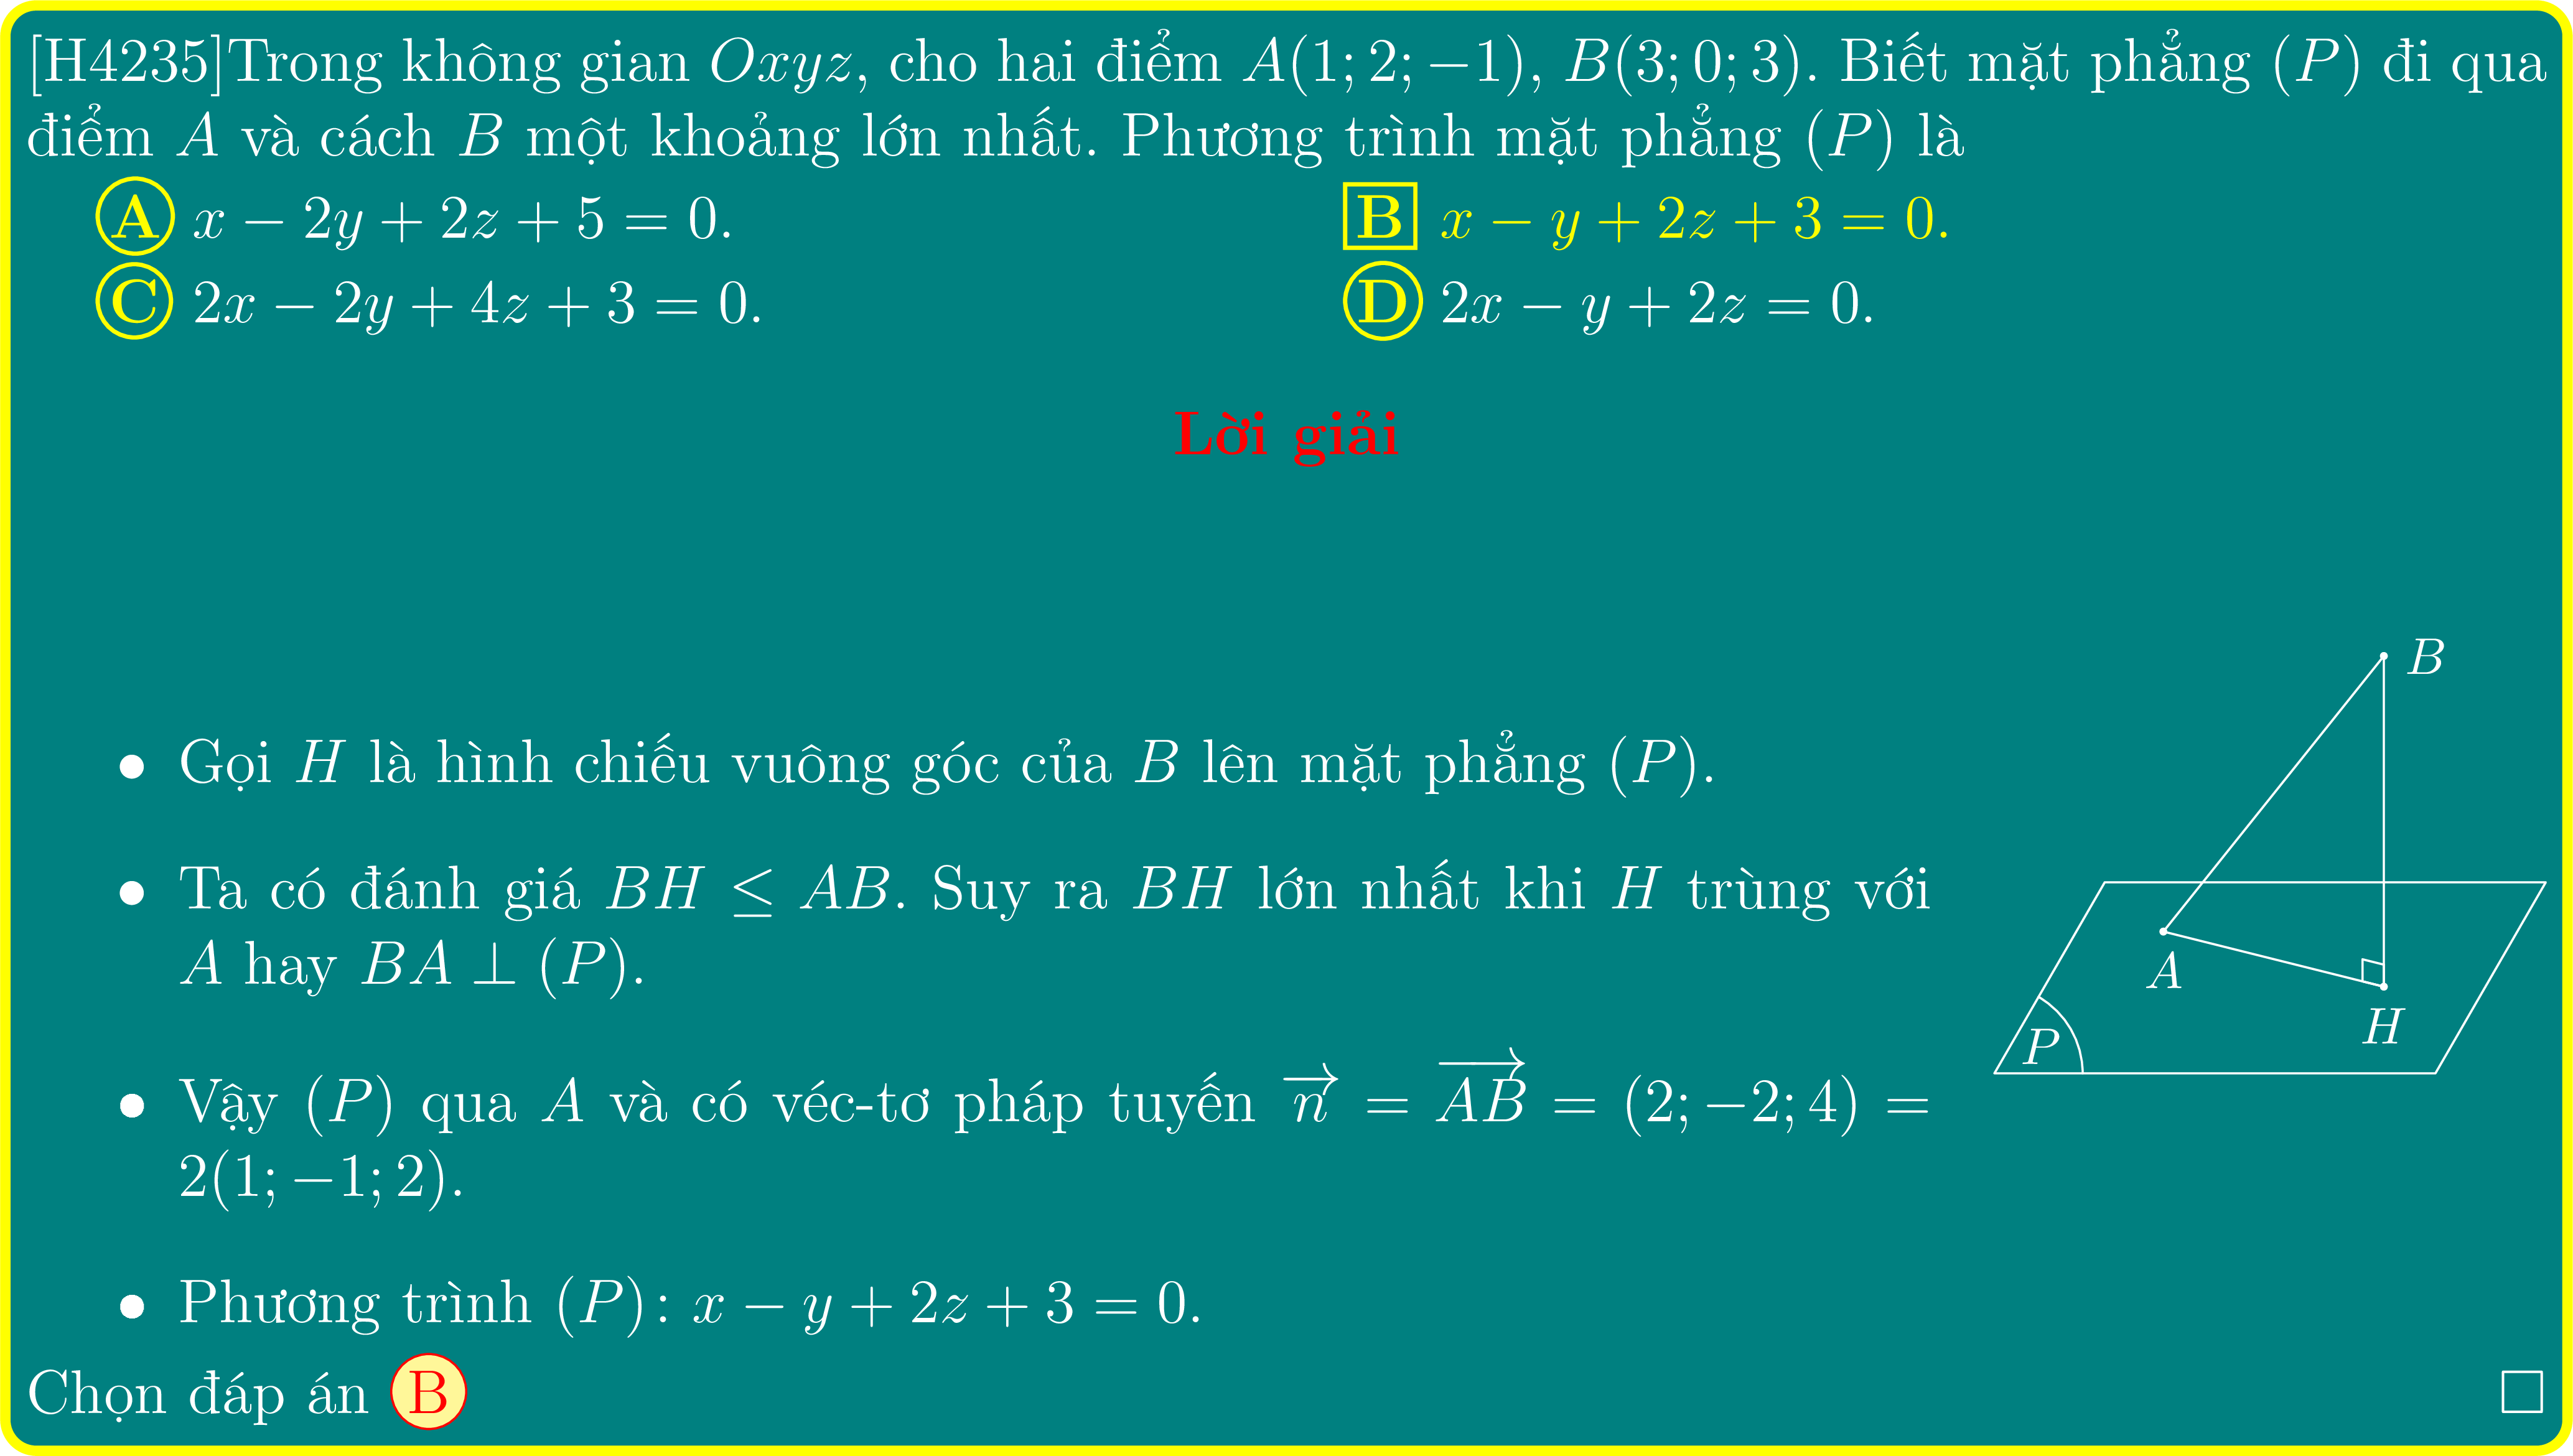 [H4235]Trong không gian Oxyz, cho hai điểm A(1; 2; −1), B(3; 0; 3). Biết mặt phẳng (P) đi qua
điểm A và cách B một khoảng lớn nhất. Phương trình mặt phẳng (P) là
A x − 2y + 2z + 5 = 0.
B x − y + 2z + 3 = 0.
C 2x − 2y + 4z + 3 = 0.
D 2x − y + 2z = 0.
Lời giải
• Gọi H là hình chiếu vuông góc của B lên mặt phẳng (P).
• Ta có đánh giá BH ≤ AB. Suy ra BH lớn nhất khi H trùng với
A hay BA ⊥ (P).
• Vậy (P) qua A và có véc-tơ pháp tuyến \overrightarrow{n} = \overrightarrow{AB} = (2; −2; 4) =
2(1; −1; 2).
• Phương trình (P): x − y + 2z + 3 = 0.
B
A
H
P
Chọn đáp án B